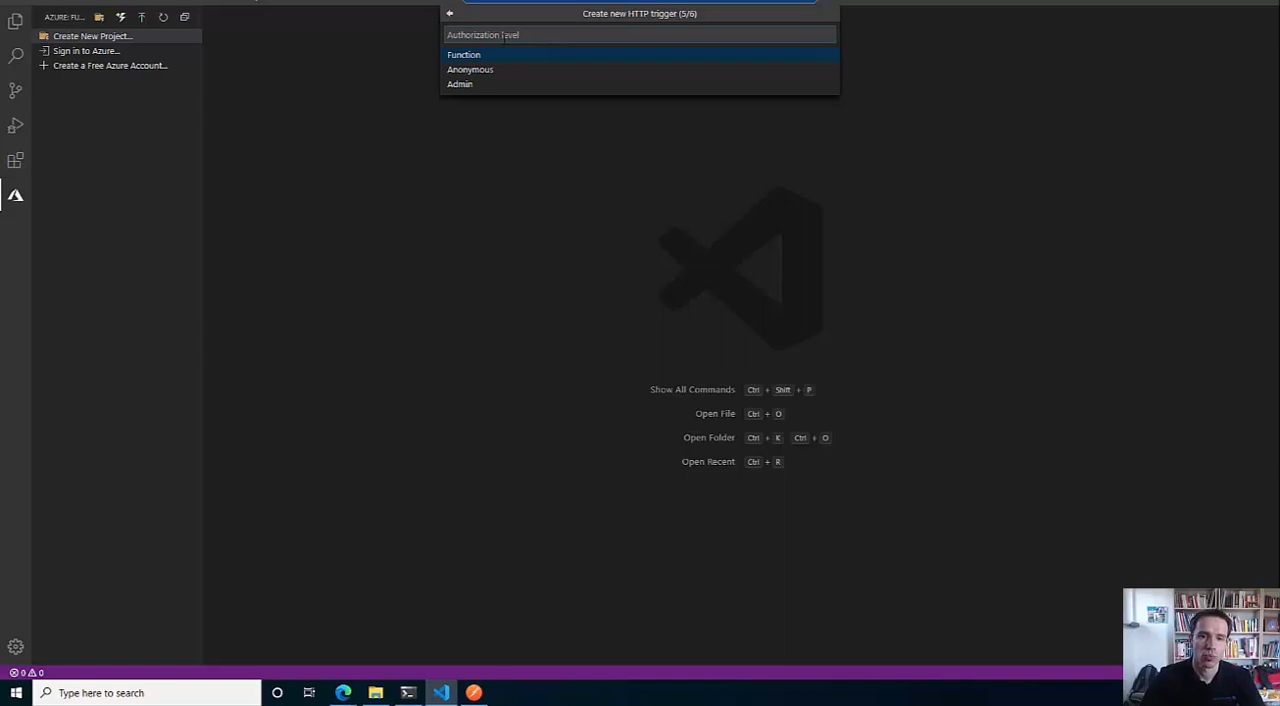 AZURE: FU...
Create New Project...
Sign in to Azure...
Create a Free Azure Account...
Create new HTTP trigger (5/6)
Authorization level
Function
Anonymous
Admin
Show All Commands Ctrl + Shift + P
Open File Ctrl + O
Open Folder Ctrl + K Ctrl + O
Open Recent Ctrl + R
0 0
Type here to search